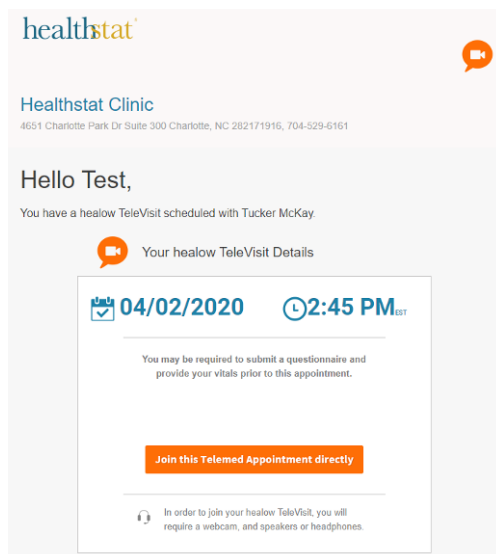 healthstat
Healthstat Clinic
4651 Charlotte Park Dr Suite 300 Charlotte, NC 282171916, 704-529-6161
Hello Test,
You have a healow TeleVisit scheduled with Tucker McKay.
Your healow TeleVisit Details
04/02/2020 2:45 PM EST
You may be required to submit a questionnaire and
provide your vitals prior to this appointment.
Join this Telemed Appointment directly
In order to join your healow TeleVisit, you will
require a webcam, and speakers or headphones.